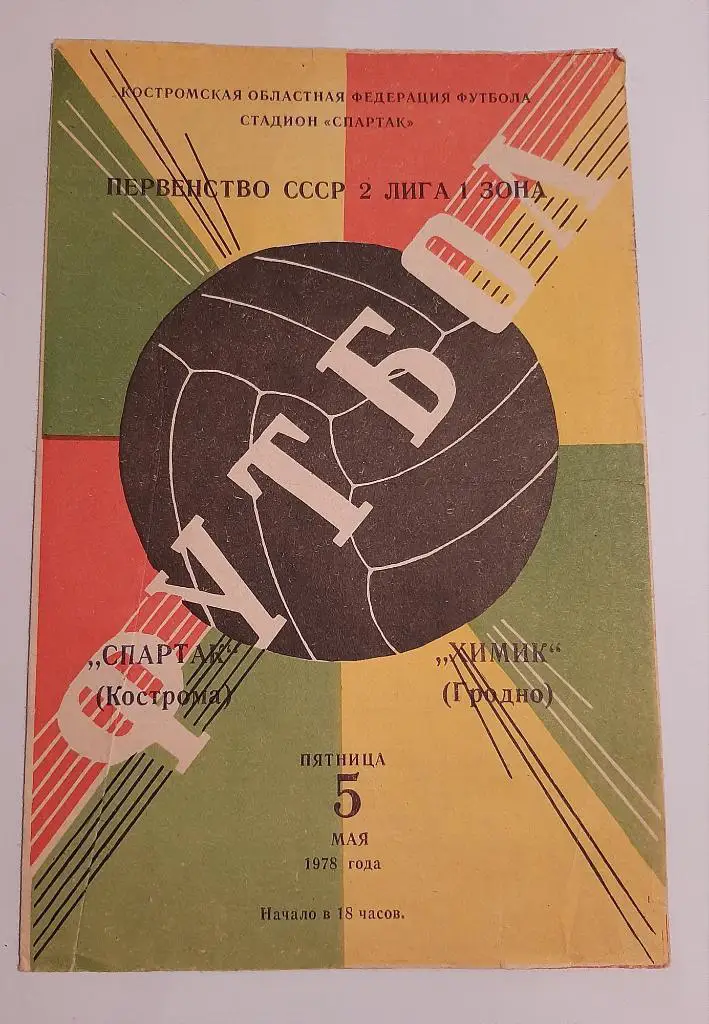 КОСТРОМСКАЯ ОБЛАСТНАЯ ФЕДЕРАЦИЯ ФУТБОЛА
СТАДИОН «СПАРТАК»
ПЕРВЕНСТВО СССР 2 ЛИГА 1 ЗОНА
ФУТБОЛ
„СПАРТАК“
(Кострома)
„ХИМИК“
(Гродно)
ПЯТНИЦА
5
МАЯ
1978 года
Начало в 18 часов.